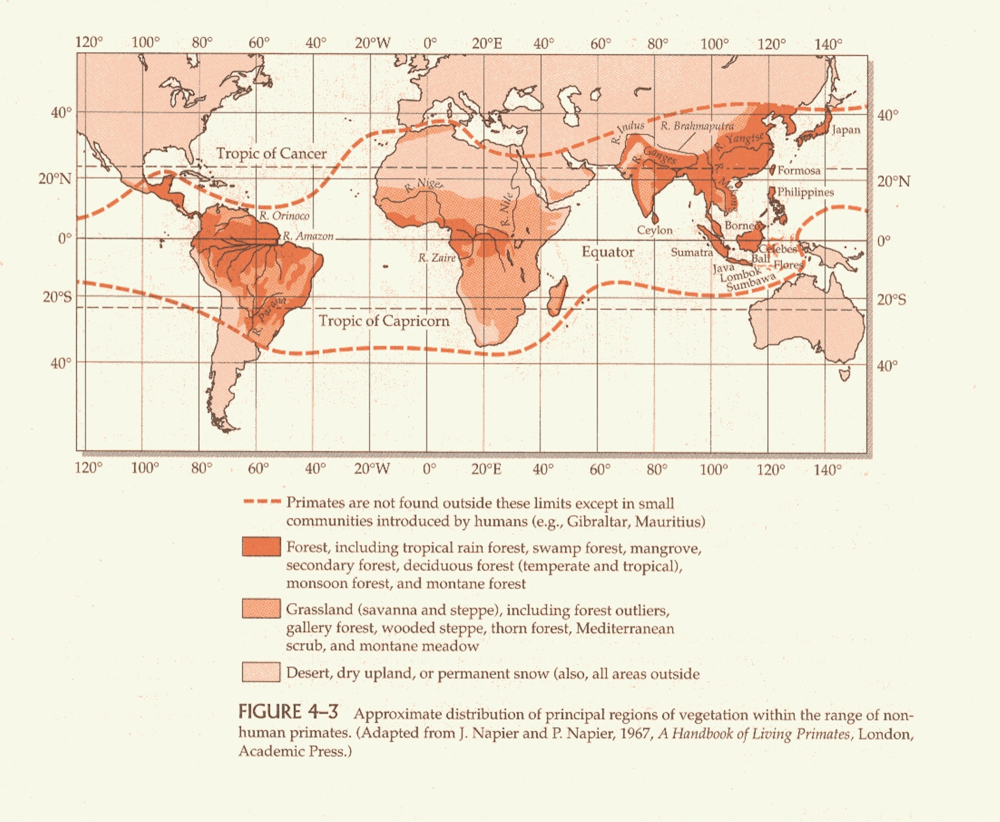 120° 100° 80° 60° 40° 20°W 0° 20°E 40° 60° 80° 100° 120° 140°
40° 40°
R. Indus R. Brahmaputra
Japan
R. Yangtse
Tropic of Cancer
R. Ganges
Formosa
20°N 20°N
R. Niger
R. Mekong
Philippines
R. Nile
R. Orinoco
Borneo
Ceylon
R. Amazon
0° 0°
Equator
Sumatra
Celebes
R. Zaire
Bali
Flores
Java
Lombok
Sumbawa
20°S 20°S
R. Parana
Tropic of Capricorn
40° 40°
120° 100° 80° 60° 40° 20°W 0° 20°E 40° 60° 80° 100° 120° 140°
Primates are not found outside these limits except in small
communities introduced by humans (e.g., Gibraltar, Mauritius)
Forest, including tropical rain forest, swamp forest, mangrove,
secondary forest, deciduous forest (temperate and tropical),
monsoon forest, and montane forest
Grassland (savanna and steppe), including forest outliers,
gallery forest, wooded steppe, thorn forest, Mediterranean
scrub, and montane meadow
Desert, dry upland, or permanent snow (also, all areas outside
FIGURE 4–3 Approximate distribution of principal regions of vegetation within the range of non-
human primates. (Adapted from J. Napier and P. Napier, 1967, A Handbook of Living Primates, London,
Academic Press.)